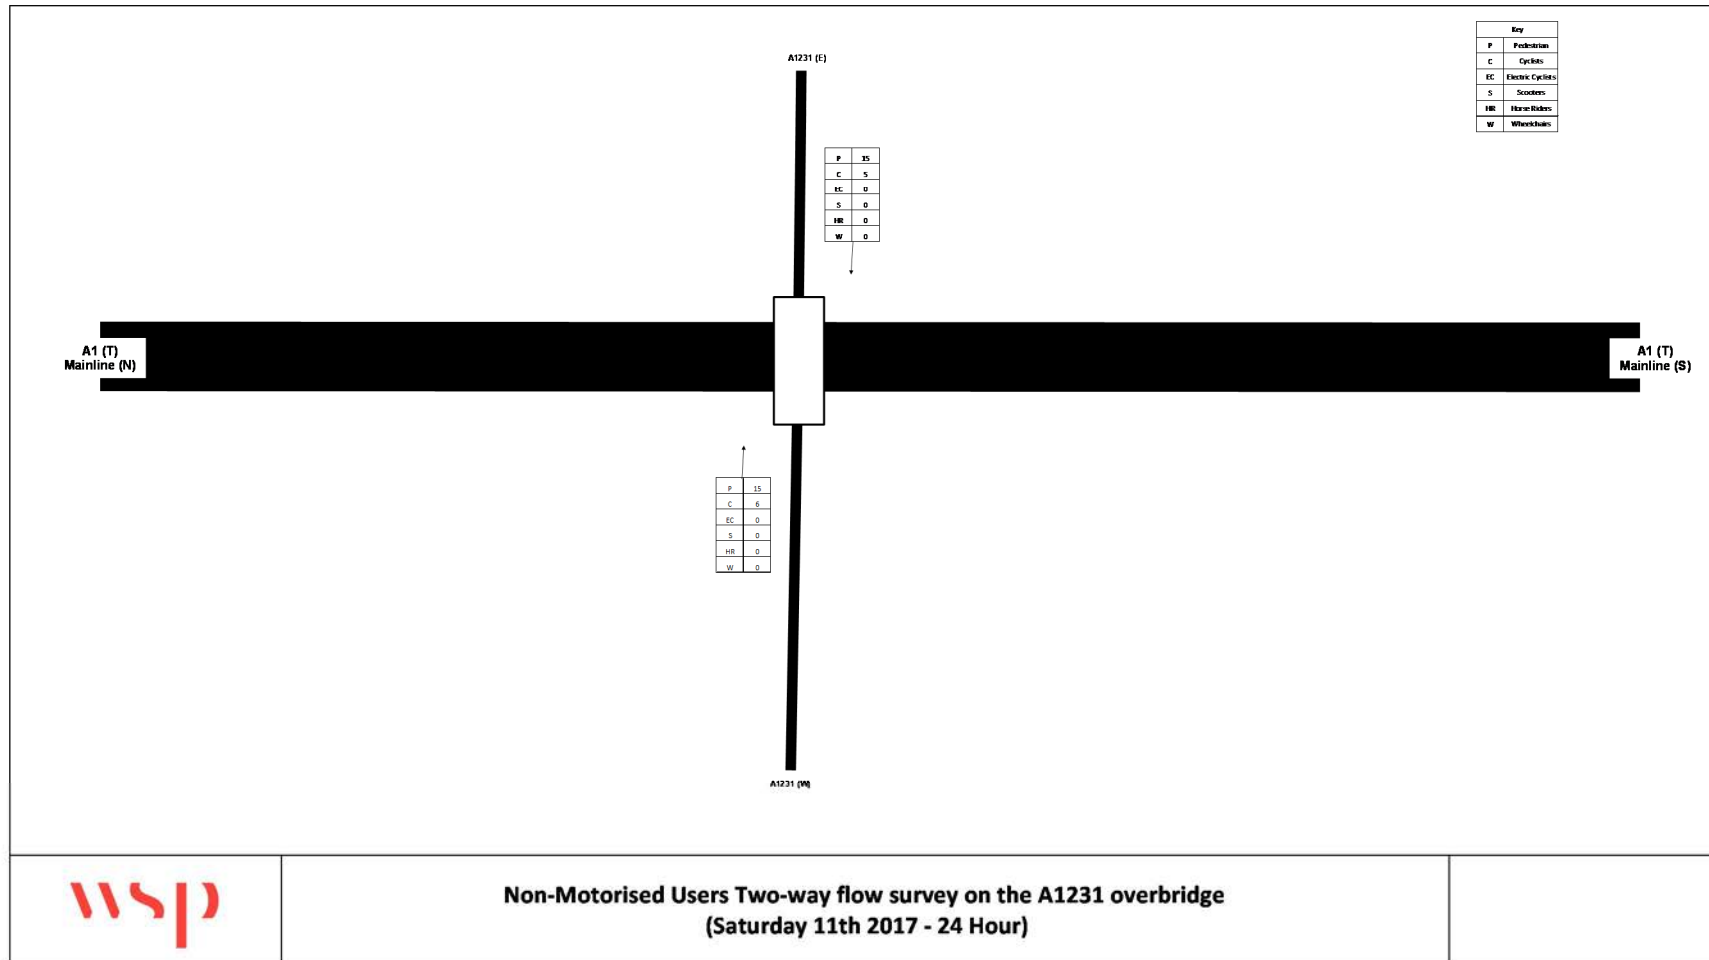 Key
P Pedestrian
C Cyclists
EC Electric Cyclists
S Scooters
HR Horse Riders
W Wheelchairs
A1231 (E)
P 15
C 5
EC 0
S 0
HR 0
W 0
A1 (T)
Mainline (N)
A1 (T)
Mainline (S)
P 15
C 6
EC 0
S 0
HR 0
W 0
A1231 (W)
wsp
Non-Motorised Users Two-way flow survey on the A1231 overbridge
(Saturday 11th 2017 - 24 Hour)